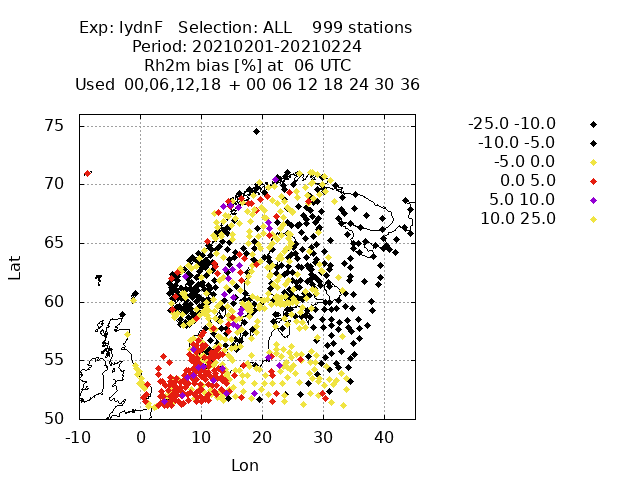 Exp: lydnF Selection: ALL 999 stations
Period: 20210201-20210224
Rh2m bias [%] at 06 UTC
Used 00,06,12,18 + 00 06 12 18 24 30 36
-25.0 -10.0
-10.0 -5.0
-5.0 0.0
0.0 5.0
5.0 10.0
10.0 25.0
75
70
65
60
55
50
Lat
-10 0 10 20 30 40
Lon